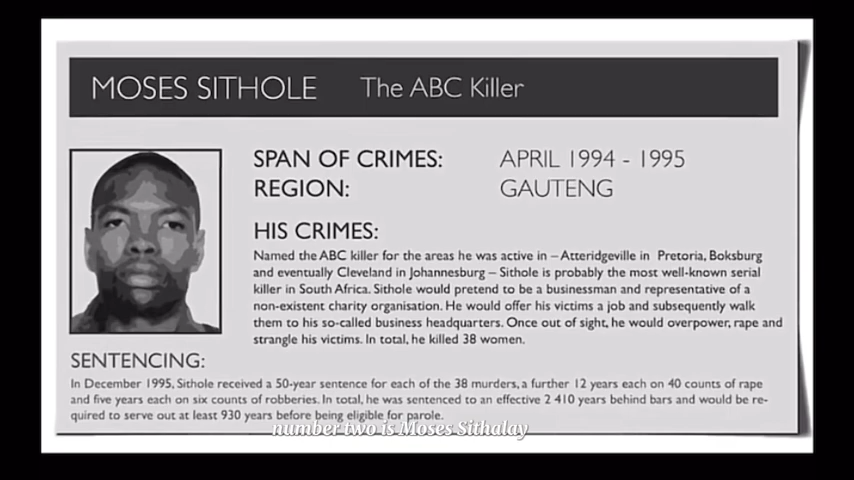 MOSES SITHOLE The ABC Killer
SPAN OF CRIMES: APRIL 1994 - 1995
REGION: GAUTENG
HIS CRIMES:
Named the ABC killer for the areas he was active in – Atteridgeville in Pretoria, Boksburg
and eventually Cleveland in Johannesburg – Sithole is probably the most well-known serial
killer in South Africa. Sithole would pretend to be a businessman and representative of a
non-existent charity organisation. He would offer his victims a job and subsequently walk
them to his so-called business headquarters. Once out of sight, he would overpower, rape and
strangle his victims. In total, he killed 38 women.
SENTENCING:
In December 1995, Sithole received a 50-year sentence for each of the 38 murders, a further 12 years each on 40 counts of rape
and five years each on six counts of robberies. In total, he was sentenced to an effective 2 410 years behind bars and would be re-
quired to serve out at least 930 years before being eligible for parole.
number two is Moses Sithalay